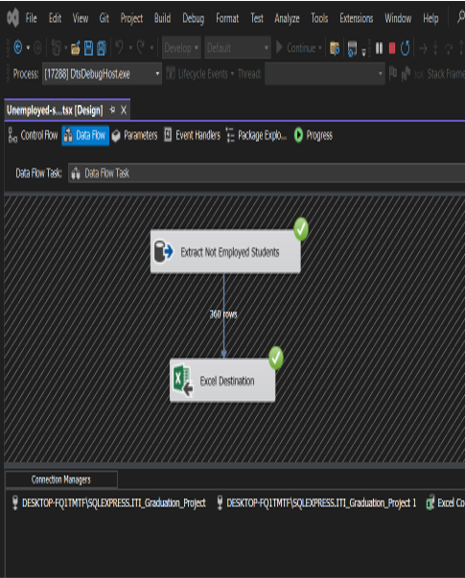 File Edit View Git Project Build Debug Format Test Analyze Tools Extensions Window Help
Develop Default Continue
Process: [17288] DtsDebugHost.exe Lifecycle Events Thread: Stack Frame
Unemployed-s...tsx [Design]
Control Flow Data Flow Parameters Event Handlers Package Explo... Progress
Data Flow Task: Data Flow Task
Extract Not Employed Students
360 rows
Excel Destination
Connection Managers
DESKTOP-FQ1TMTF\SQLEXPRESS.ITI_Graduation_Project DESKTOP-FQ1TMTF\SQLEXPRESS.ITI_Graduation_Project 1 Excel Co